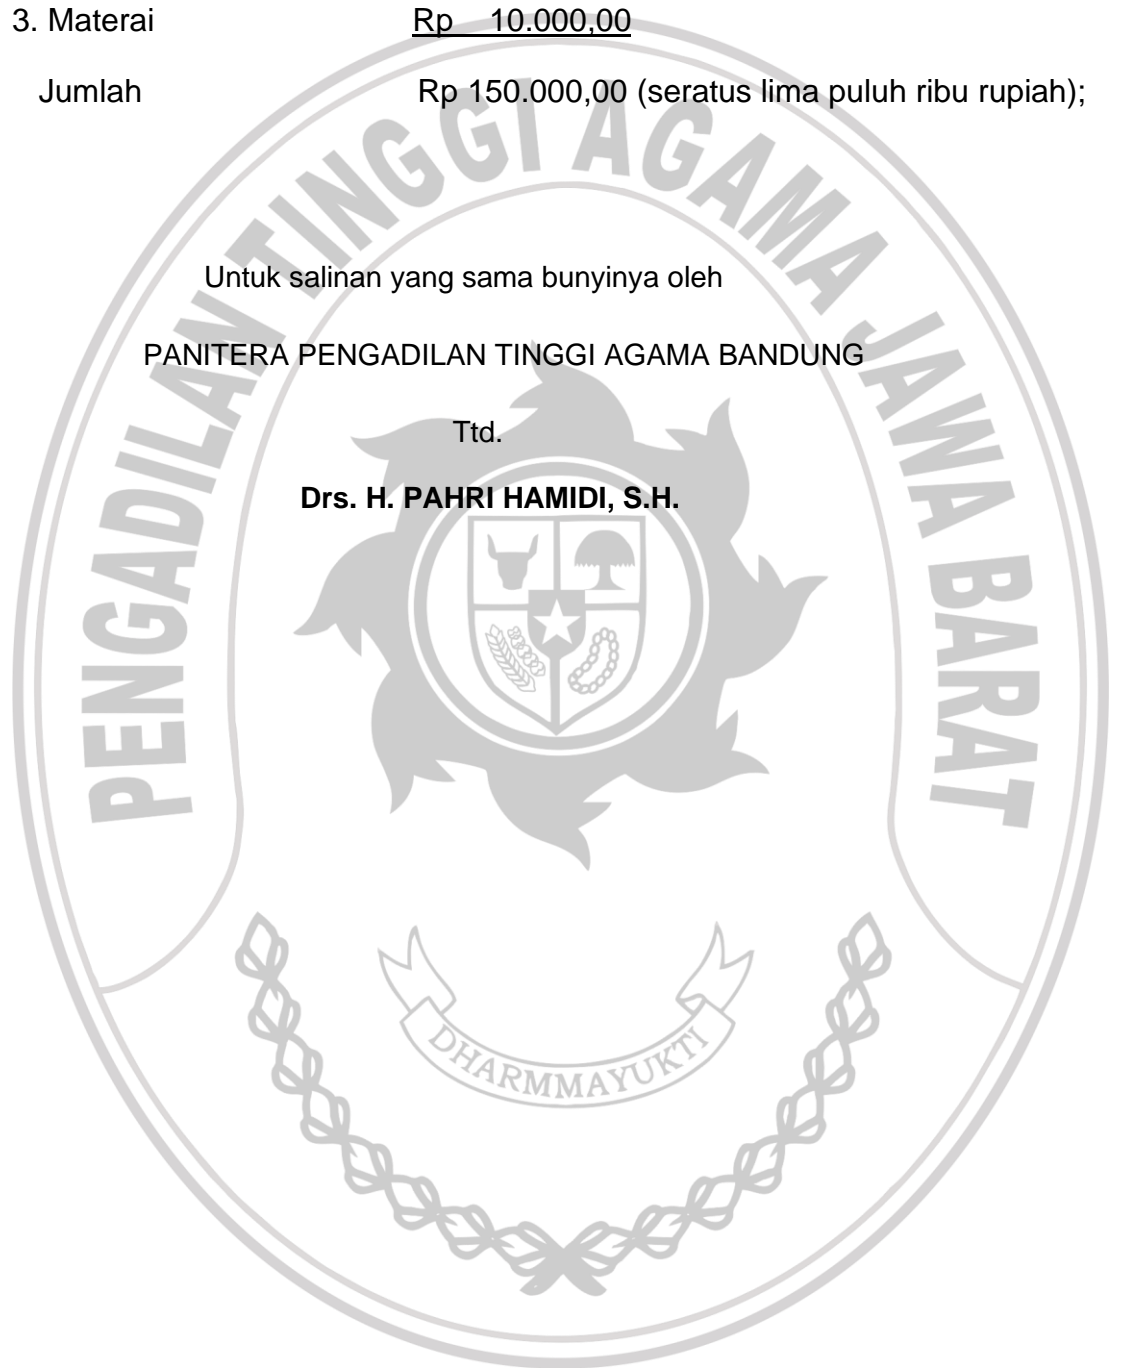 3. Materai Rp 10.000,00
Jumlah Rp 150.000,00 (seratus lima puluh ribu rupiah);
Untuk salinan yang sama bunyinya oleh
PANITERA PENGADILAN TINGGI AGAMA BANDUNG
Ttd.
Drs. H. PAHRI HAMIDI, S.H.
PENGADILAN TINGGI AGAMA JAWA BARAT
DHARMMAYUKTI